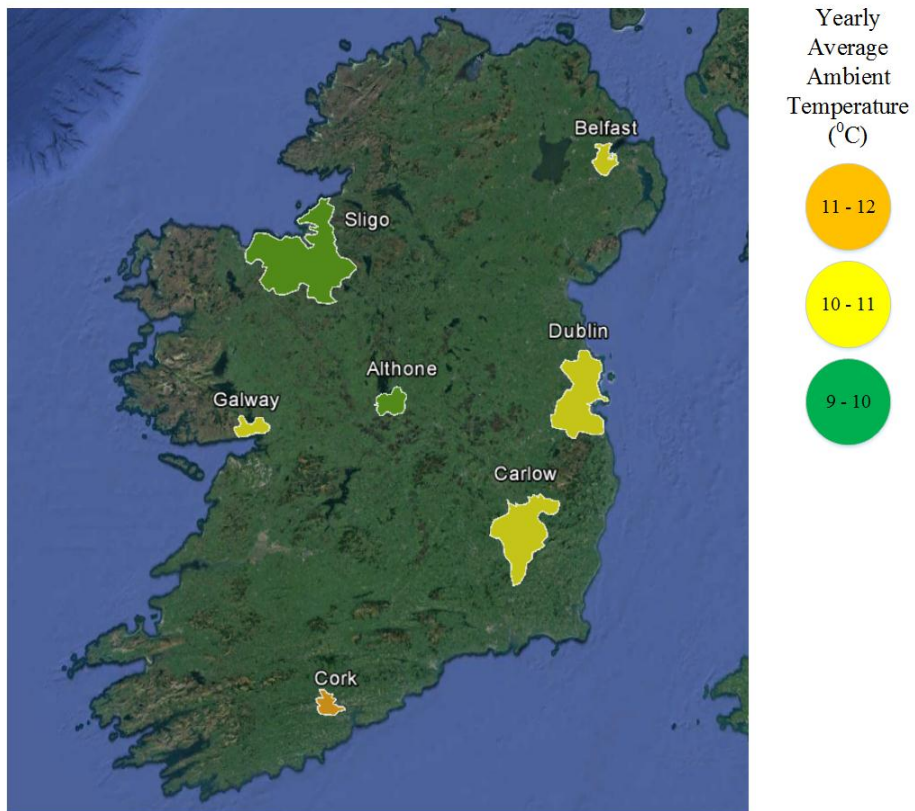 Yearly
Average
Ambient
Temperature
(⁰C)
11 - 12
10 - 11
9 - 10
Belfast
Sligo
Dublin
Althone
Galway
Carlow
Cork